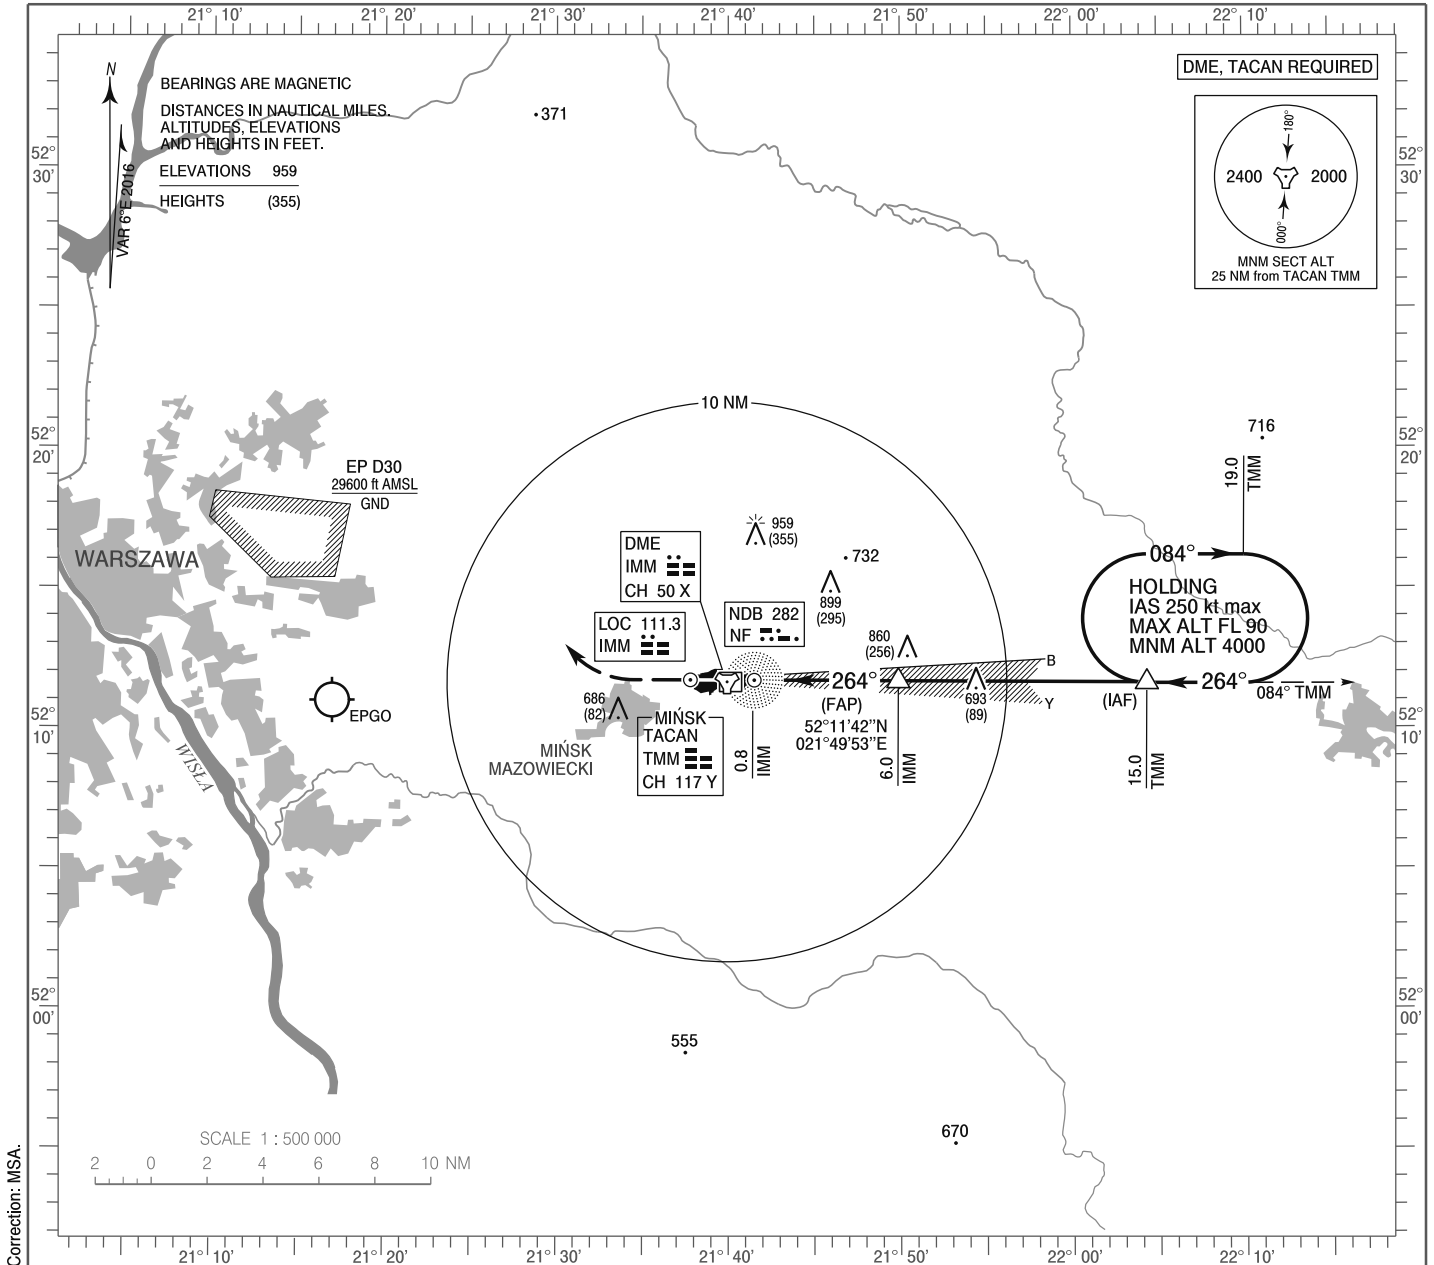 21° 10'
21° 20'
21° 30'
21° 40'
21° 50'
22° 00'
22° 10'
N
VAR 6°E 2016
BEARINGS ARE MAGNETIC
DISTANCES IN NAUTICAL MILES.
ALTITUDES, ELEVATIONS
AND HEIGHTS IN FEET.
ELEVATIONS 959
HEIGHTS (355)
371
DME, TACAN REQUIRED
180°
2400
2000
000°
MNM SECT ALT
25 NM from TACAN TMM
52°
30'
52°
30'
10 NM
716
52°
20'
52°
20'
19.0
TMM
EP D30
29600 ft AMSL
GND
WARSZAWA
959
(355)
732
DME
IMM
CH 50 X
899
(295)
NDB 282
NF
LOC 111.3
IMM
860
(256)
084°
HOLDING
IAS 250 kt max
MAX ALT FL 90
MNM ALT 4000
B
264°
264°
084° TMM
(FAP)
52°11'42"N
021°49'53"E
693
(89)
Y
(IAF)
686
(82)
EPGO
MIŃSK
TACAN
TMM
CH 117 Y
MIŃSK
MAZOWIECKI
0.8
IMM
6.0
IMM
15.0
TMM
52°
10'
52°
10'
WISŁA
52°
00'
52°
00'
555
670
SCALE 1 : 500 000
2 0 2 4 6 8 10 NM
Correction: MSA.
21° 10'
21° 20'
21° 30'
21° 40'
21° 50'
22° 00'
22° 10'